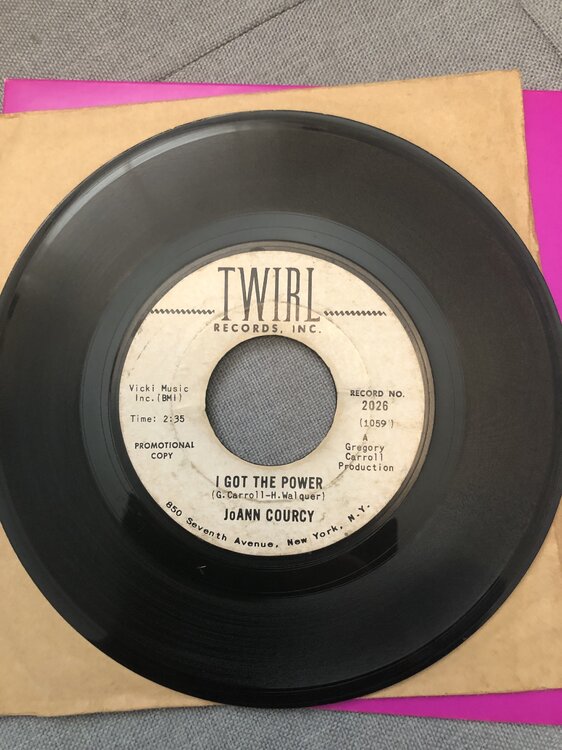 TWIRL
RECORDS, INC.
Vicki Music
Inc.(BMI)
Time: 2:35
PROMOTIONAL
COPY
RECORD NO.
2026
(1059)
A
Gregory
Carroll
Production
I GOT THE POWER
(G.Carroll-H.Walquer)
JoANN COURCY
850 Seventh Avenue, New York, N.Y.